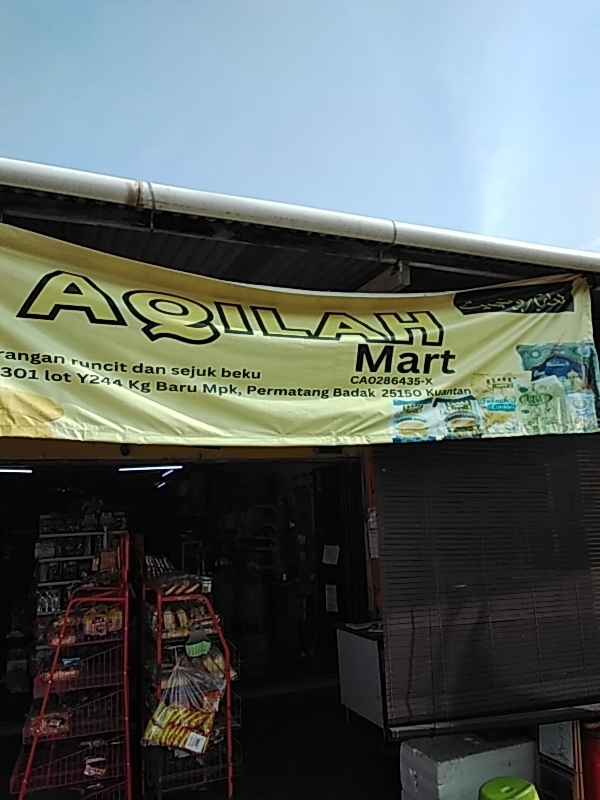 AQILAH
Mart
rangan runcit dan sejuk beku
CA0286435-X
301 lot Y244 Kg Baru Mpk, Permatang Badak 25150 Kuantan